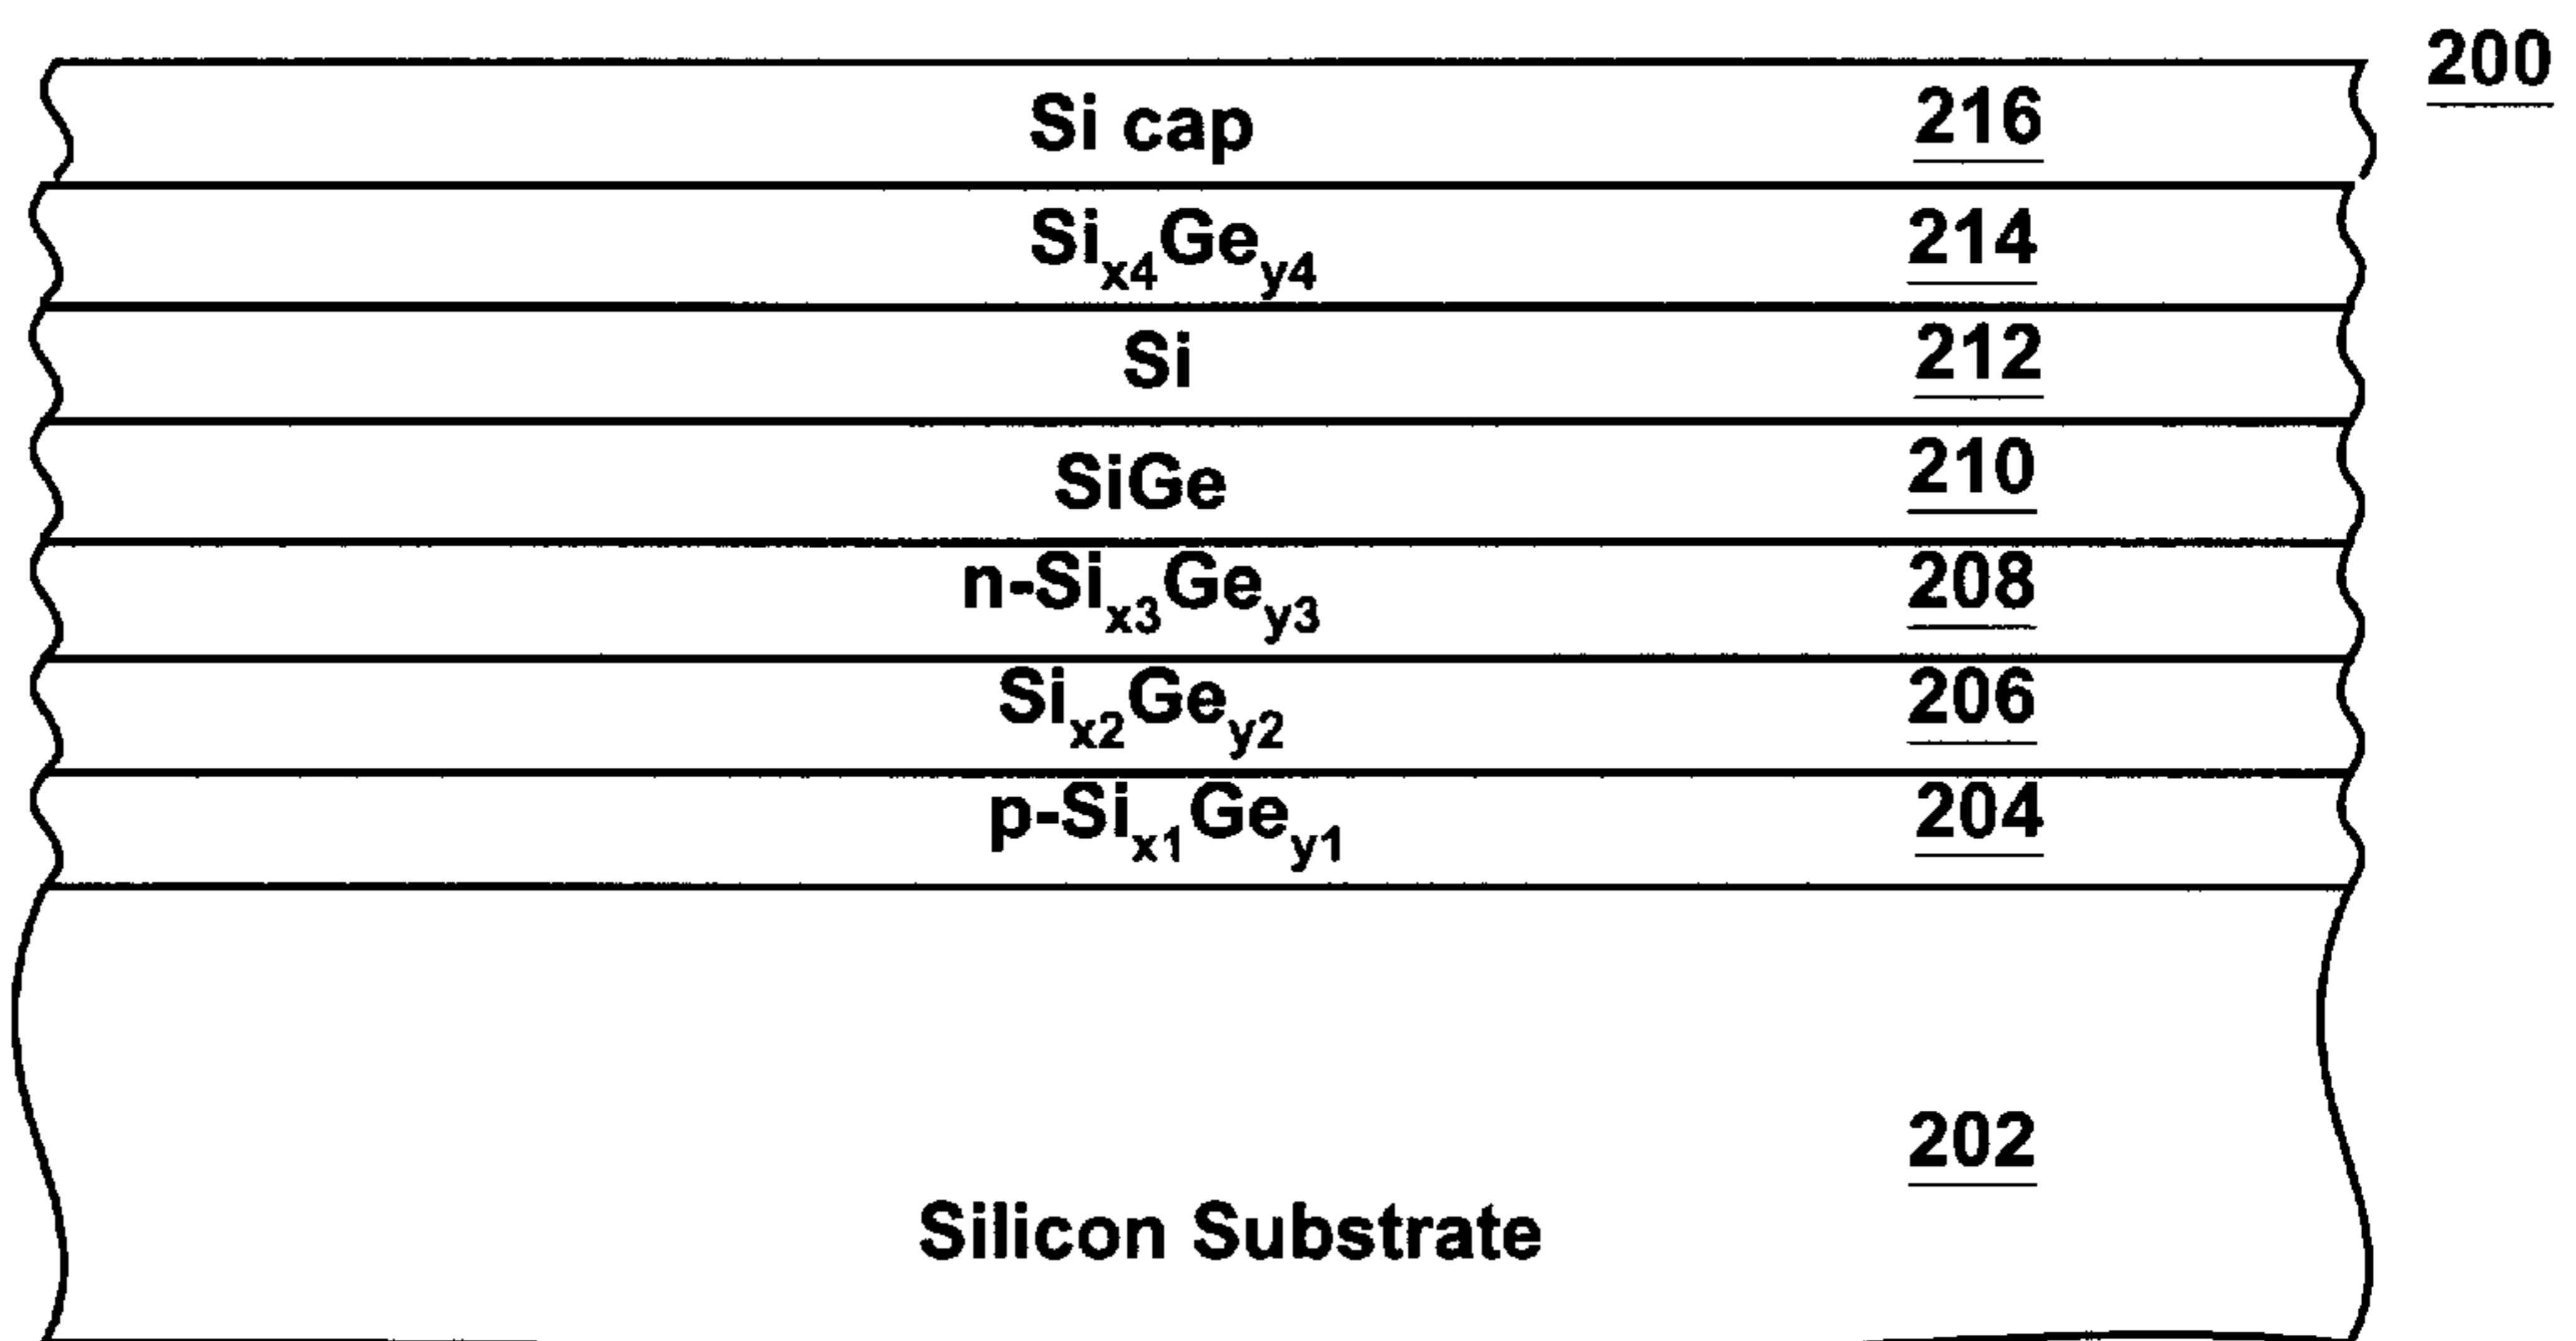 200
Si cap 216
Six4Gey4 214
Si 212
SiGe 210
n-Six3Gey3 208
Six2Gey2 206
p-Six1Gey1 204
202
Silicon Substrate